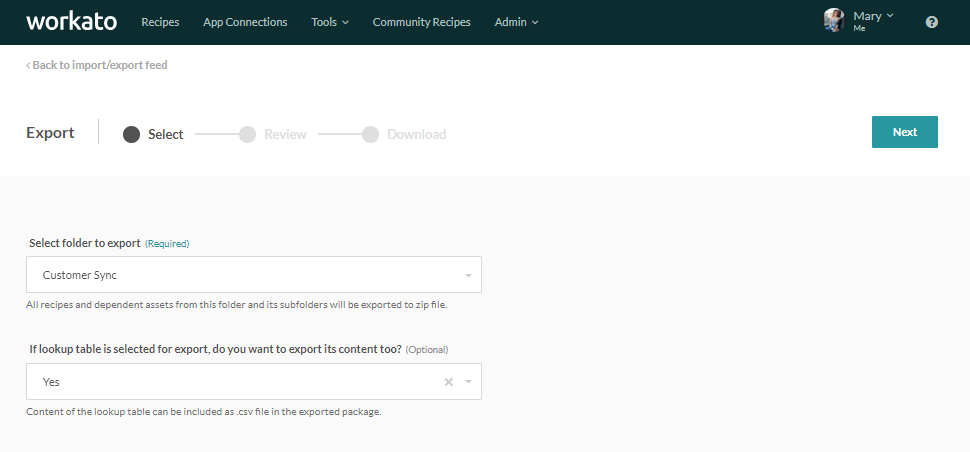 workato Recipes App Connections Tools Community Recipes Admin Mary
Me
Back to import/export feed
Export Select Review Download Next
Select folder to export (Required)
Customer Sync
All recipes and dependent assets from this folder and its subfolders will be exported to zip file.
If lookup table is selected for export, do you want to export its content too? (Optional)
Yes
Content of the lookup table can be included as .csv file in the exported package.